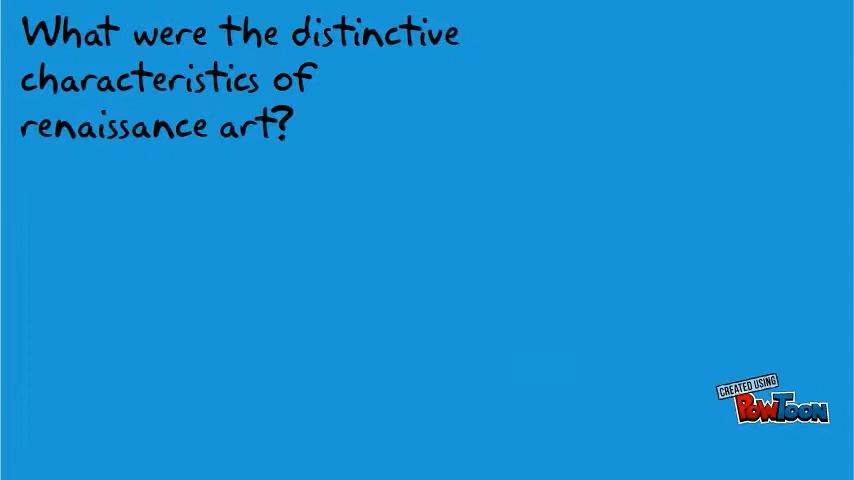 What were the distinctive
characteristics of
renaissance art?
CREATED USING
POWTOON